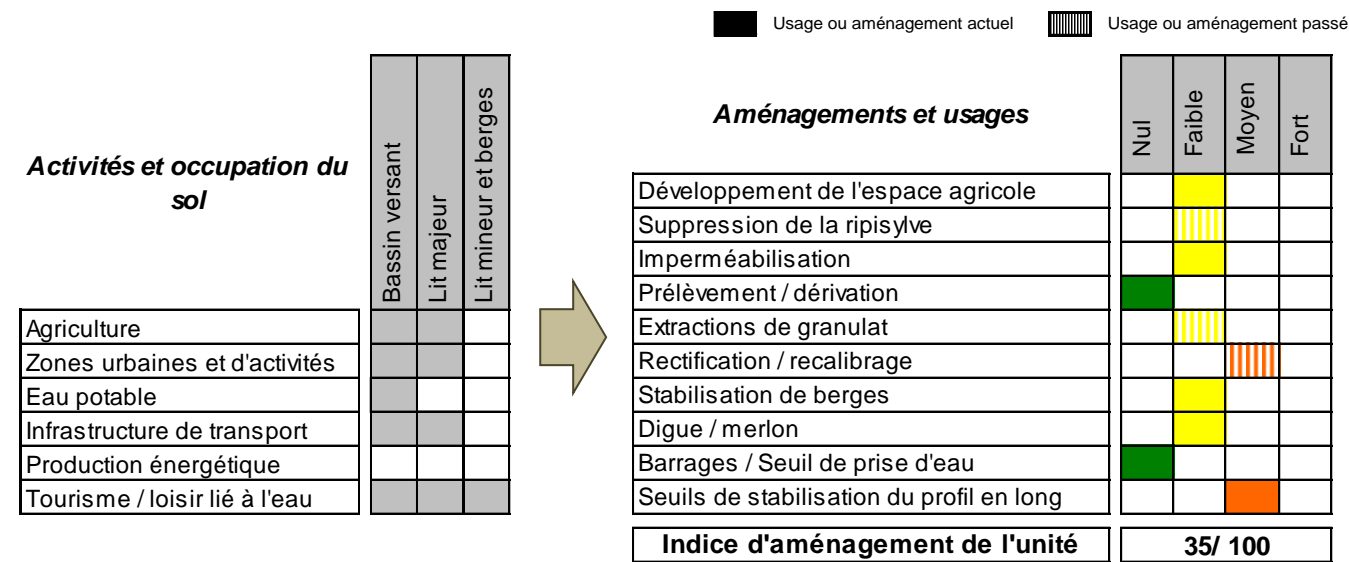 Usage ou aménagement actuel
Usage ou aménagement passé
Activités et occupation du
sol
Bassin versant
Lit majeur
Lit mineur et berges
Agriculture
Zones urbaines et d'activités
Eau potable
Infrastructure de transport
Production énergétique
Tourisme / loisir lié à l'eau
Aménagements et usages
Nul
Faible
Moyen
Fort
Développement de l'espace agricole
Suppression de la ripisylve
Imperméabilisation
Prélèvement / dérivation
Extractions de granulat
Rectification / recalibrage
Stabilisation de berges
Digue / merlon
Barrages / Seuil de prise d'eau
Seuils de stabilisation du profil en long
Indice d'aménagement de l'unité
35/ 100